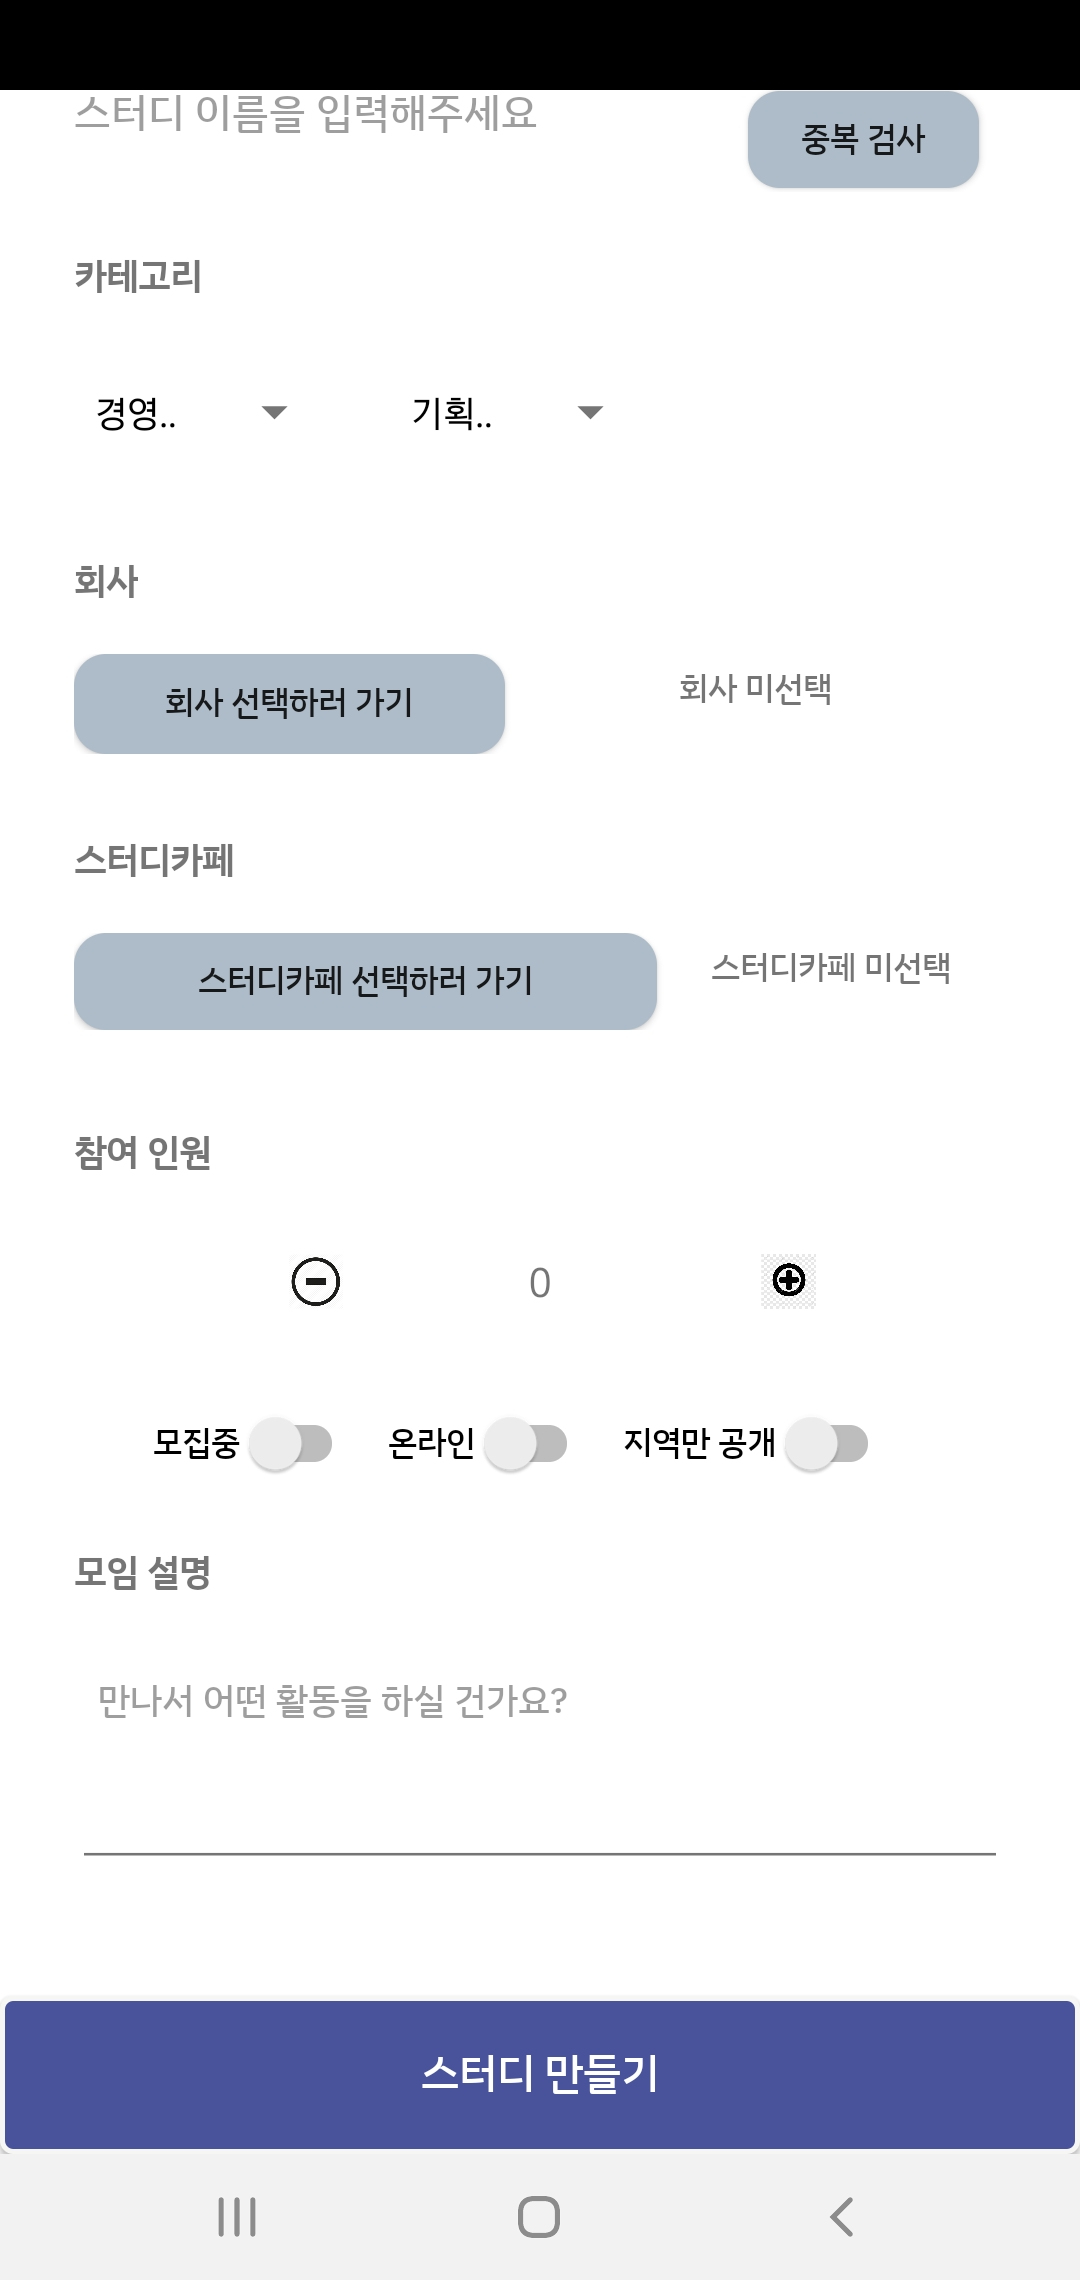 스터디 이름을 입력해주세요
중복 검사
카테고리
경영..
기획..
회사
회사 선택하러 가기
회사 미선택
스터디카페
스터디카페 선택하러 가기
스터디카페 미선택
참여 인원
0
모집중
온라인
지역만 공개
모임 설명
만나서 어떤 활동을 하실 건가요?
스터디 만들기